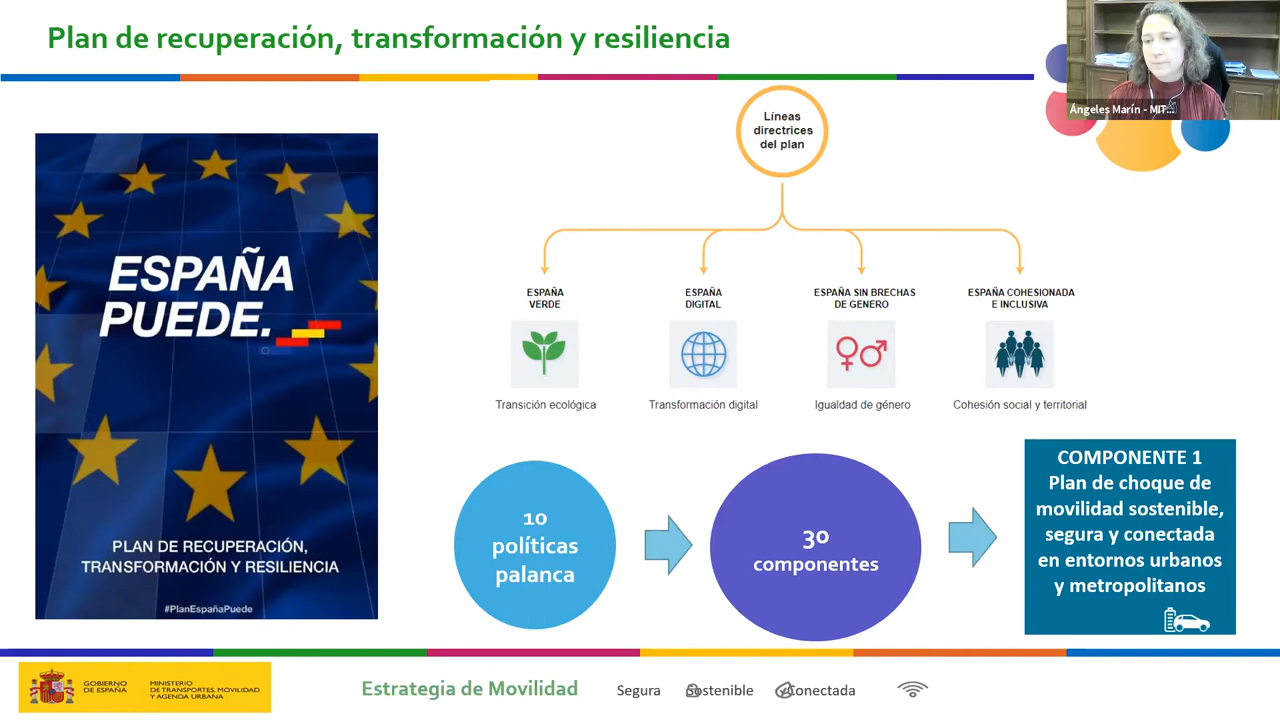 Plan de recuperación, transformación y resiliencia
Ángeles Marín - MIT...
ESPAÑA
PUEDE.
PLAN DE RECUPERACIÓN,
TRANSFORMACIÓN Y RESILIENCIA
#PlanEspañaPuede
Líneas
directrices
del plan
ESPAÑA
VERDE
Transición ecológica
ESPAÑA
DIGITAL
Transformación digital
ESPAÑA SIN BRECHAS
DE GENERO
Igualdad de género
ESPAÑA COHESIONADA
E INCLUSIVA
Cohesión social y territorial
10
políticas
palanca
30
componentes
COMPONENTE 1
Plan de choque de
movilidad sostenible,
segura y conectada
en entornos urbanos
y metropolitanos
GOBIERNO
DE ESPAÑA
MINISTERIO
DE TRANSPORTES, MOVILIDAD
Y AGENDA URBANA
Estrategia de Movilidad
Segura
Sostenible
Conectada